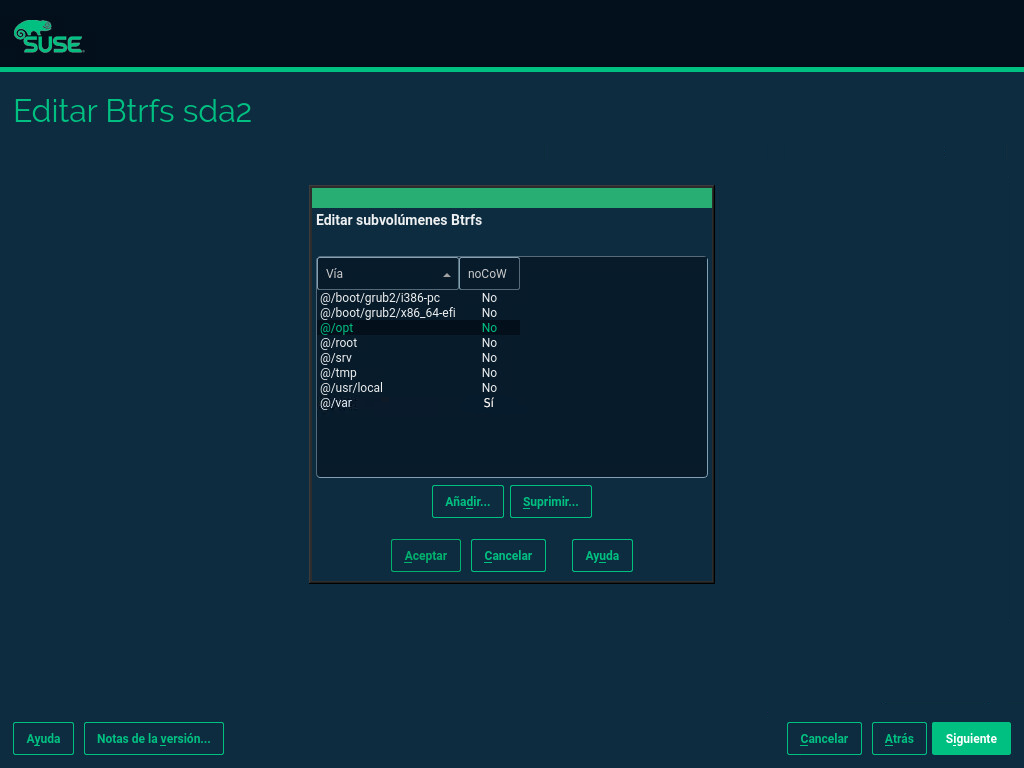 SUSE
Editar Btrfs sda2
Editar subvolúmenes Btrfs
Vía noCoW
@/boot/grub2/i386-pc No
@/boot/grub2/x86_64-efi No
@/opt No
@/root No
@/srv No
@/tmp No
@/usr/local No
@/var Sí
Añadir... Suprimir...
Aceptar Cancelar Ayuda
Ayuda Notas de la versión... Cancelar Atrás Siguiente